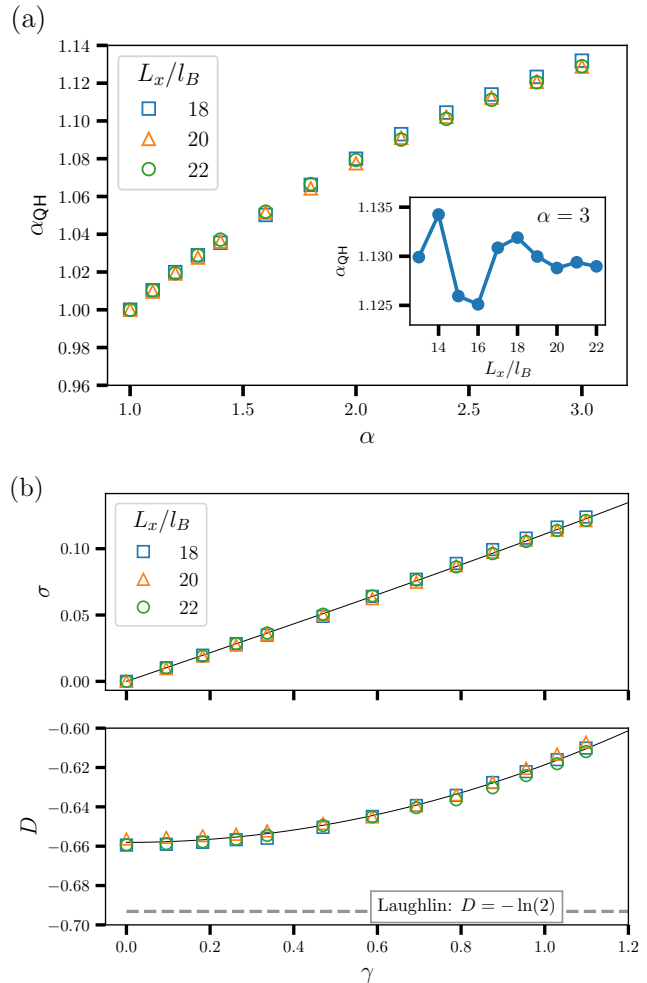 (a)
1.14
1.12
1.10
1.08
1.06
1.04
1.02
1.00
0.98
0.96
α_QH
L_x/l_B
18
20
22
α = 3
1.135
1.130
1.125
α_QH
14 16 18 20 22
L_x/l_B
1.0 1.5 2.0 2.5 3.0
α
(b)
L_x/l_B
18
20
22
0.10
0.05
0.00
σ
−0.60
−0.62
−0.64
−0.66
−0.68
−0.70
D
Laughlin: D = −ln(2)
0.0 0.2 0.4 0.6 0.8 1.0 1.2
γ